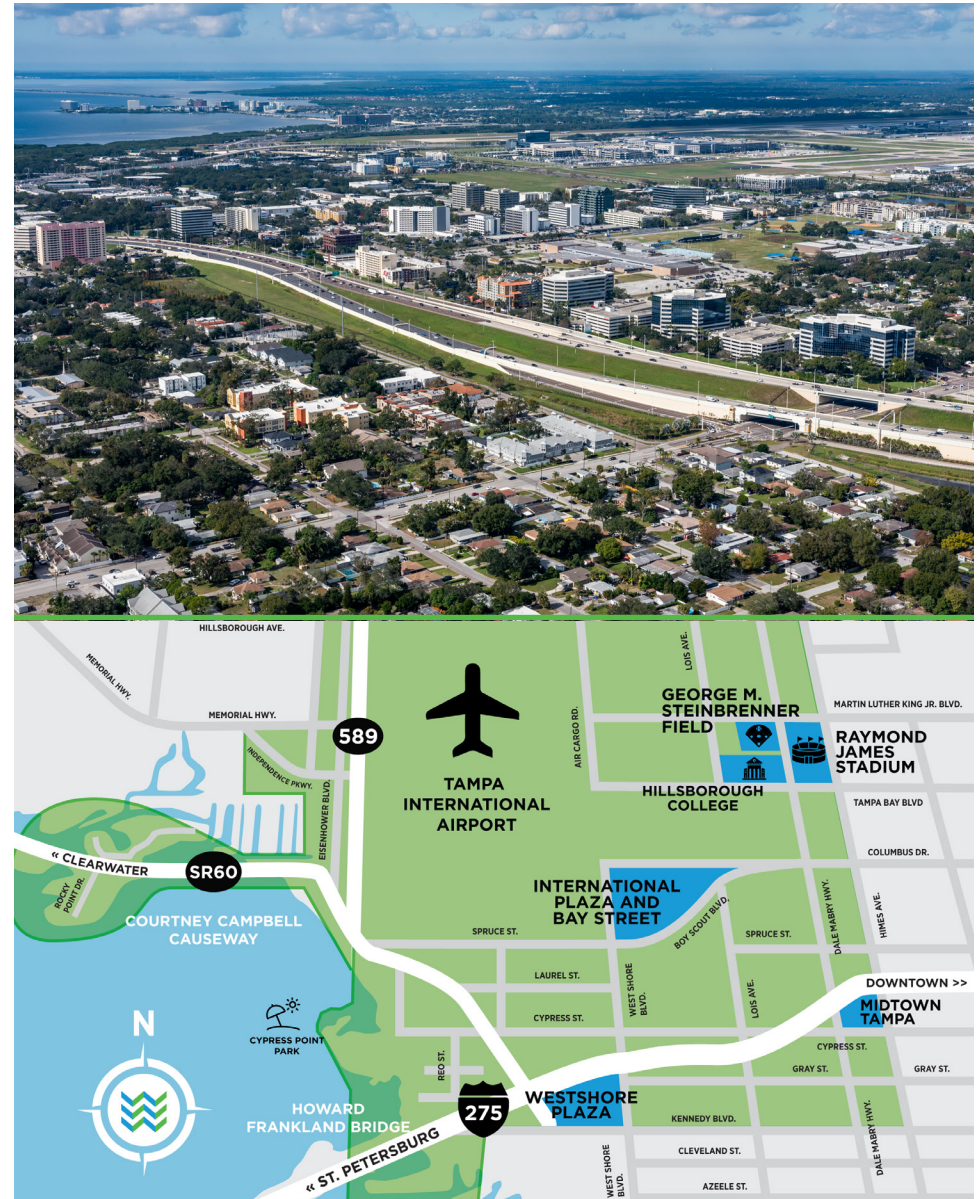 HILLSBOROUGH AVE.
MEMORIAL HWY.
LOIS AVE.
MEMORIAL HWY.
589
INDEPENDENCE PKWY.
EISENHOWER BLVD.
TAMPA
INTERNATIONAL
AIRPORT
AIR CARGO RD.
GEORGE M.
STEINBRENNER
FIELD
MARTIN LUTHER KING JR. BLVD.
RAYMOND
JAMES
STADIUM
HILLSBOROUGH
COLLEGE
TAMPA BAY BLVD
COLUMBUS DR.
« CLEARWATER
SR60
ROCKY
POINT DR.
COURTNEY CAMPBELL
CAUSEWAY
INTERNATIONAL
PLAZA AND
BAY STREET
BOY SCOUT BLVD.
DALE MABRY HWY.
HIMES AVE.
SPRUCE ST.
SPRUCE ST.
LAUREL ST.
WEST SHORE
BLVD.
LOIS AVE.
DOWNTOWN >>
MIDTOWN
TAMPA
CYPRESS ST.
N
CYPRESS POINT
PARK
CYPRESS ST.
REO ST.
GRAY ST.
GRAY ST.
WESTSHORE
PLAZA
275
HOWARD
FRANKLAND BRIDGE
KENNEDY BLVD.
DALE MABRY HWY.
« ST. PETERSBURG
WEST SHORE
BLVD.
CLEVELAND ST.
AZEELE ST.